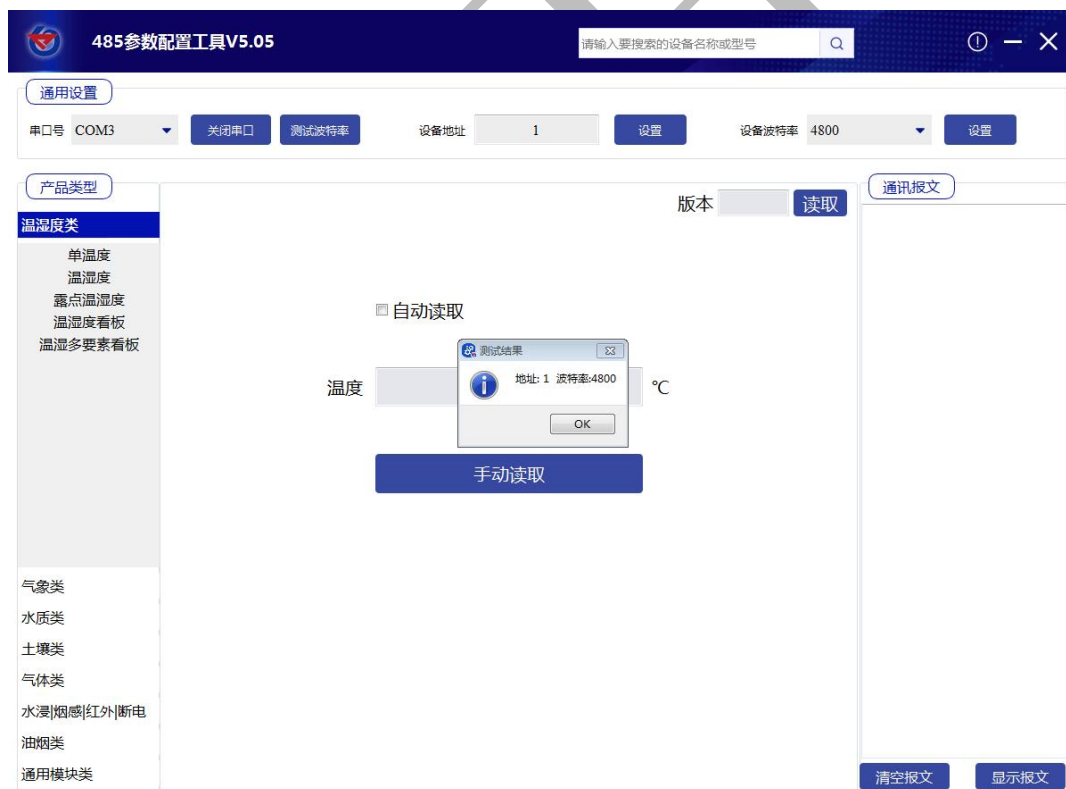 485参数配置工具V5.05
请输入要搜索的设备名称或型号
通用设置
串口号 COM3 关闭串口 测试波特率 设备地址 1 设置 设备波特率 4800 设置
产品类型
通讯报文
版本 读取
温湿度类
单温度
温湿度
露点温湿度
温湿度看板
温湿多要素看板
自动读取
测试结果
地址: 1 波特率:4800
OK
温度 ℃
手动读取
气象类
水质类
土壤类
气体类
水浸|烟感|红外|断电
油烟类
通用模块类
清空报文 显示报文